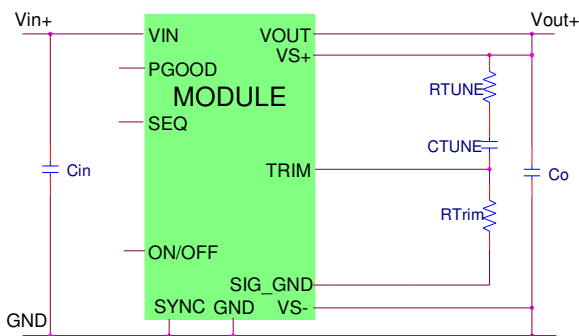 Vin+
Vout+
VIN
VOUT
VS+
PGOOD
RTUNE
MODULE
SEQ
CTUNE
Cin
TRIM
Co
RTrim
ON/OFF
SIG_GND
SYNC
GND
VS-
GND